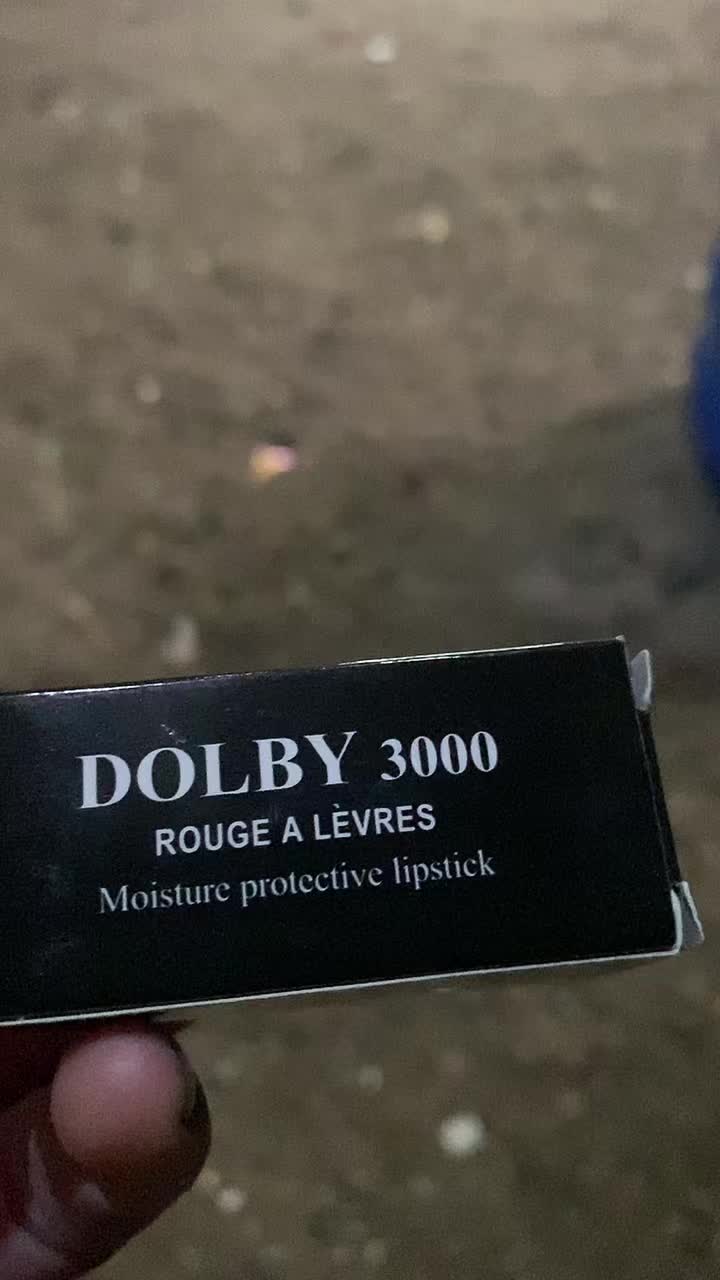 DOLBY 3000
ROUGE A LÈVRES
Moisture protective lipstick